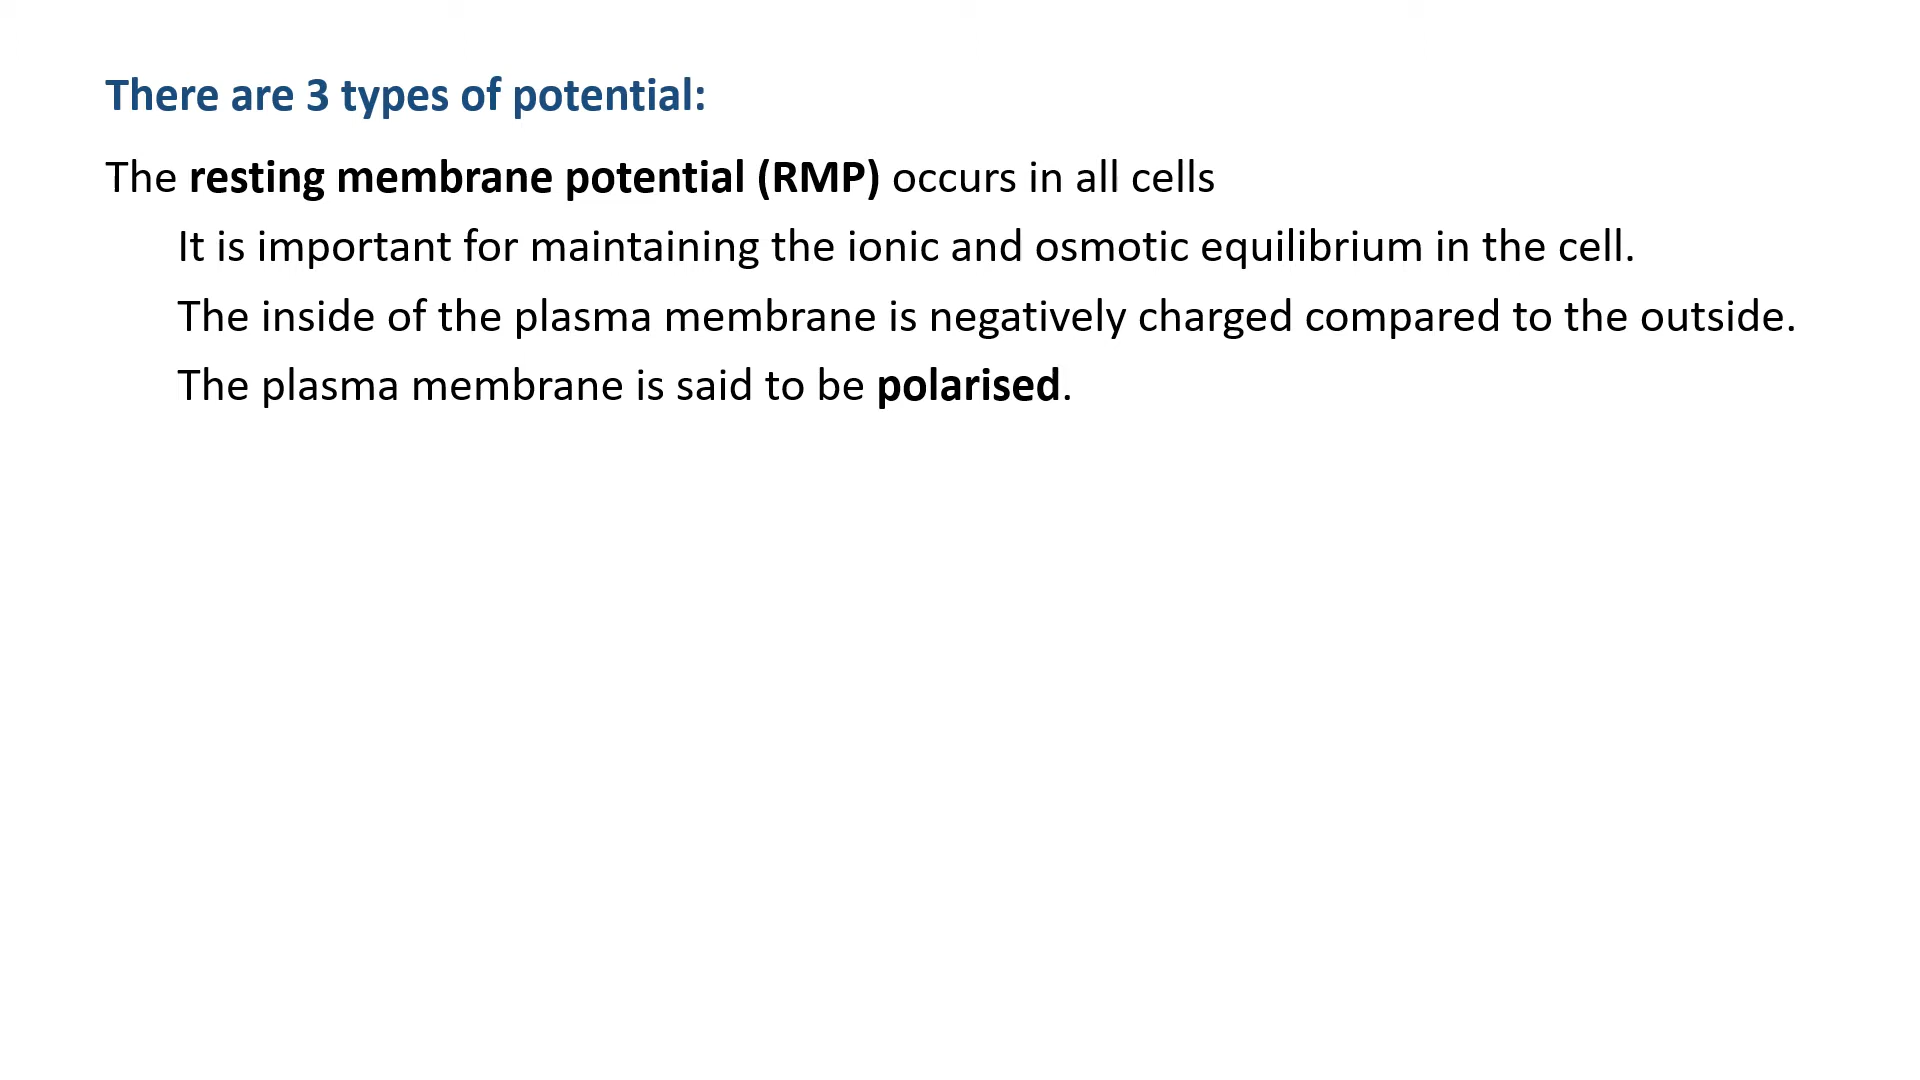 There are 3 types of potential:
The resting membrane potential (RMP) occurs in all cells
It is important for maintaining the ionic and osmotic equilibrium in the cell.
The inside of the plasma membrane is negatively charged compared to the outside.
The plasma membrane is said to be polarised.